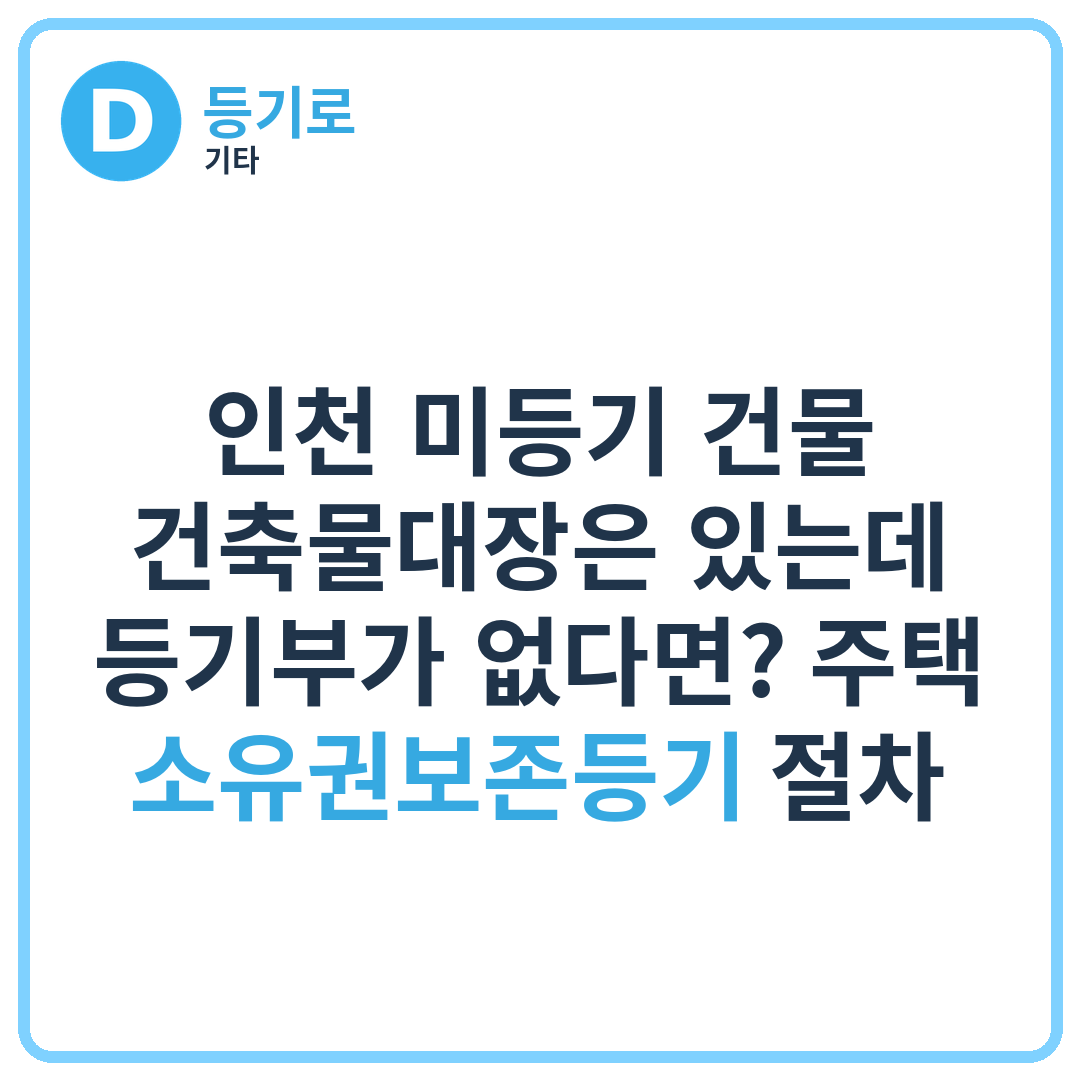 D
등기로
기타
인천 미등기 건물
건축물대장은 있는데
등기부가 없다면? 주택
소유권보존등기 절차